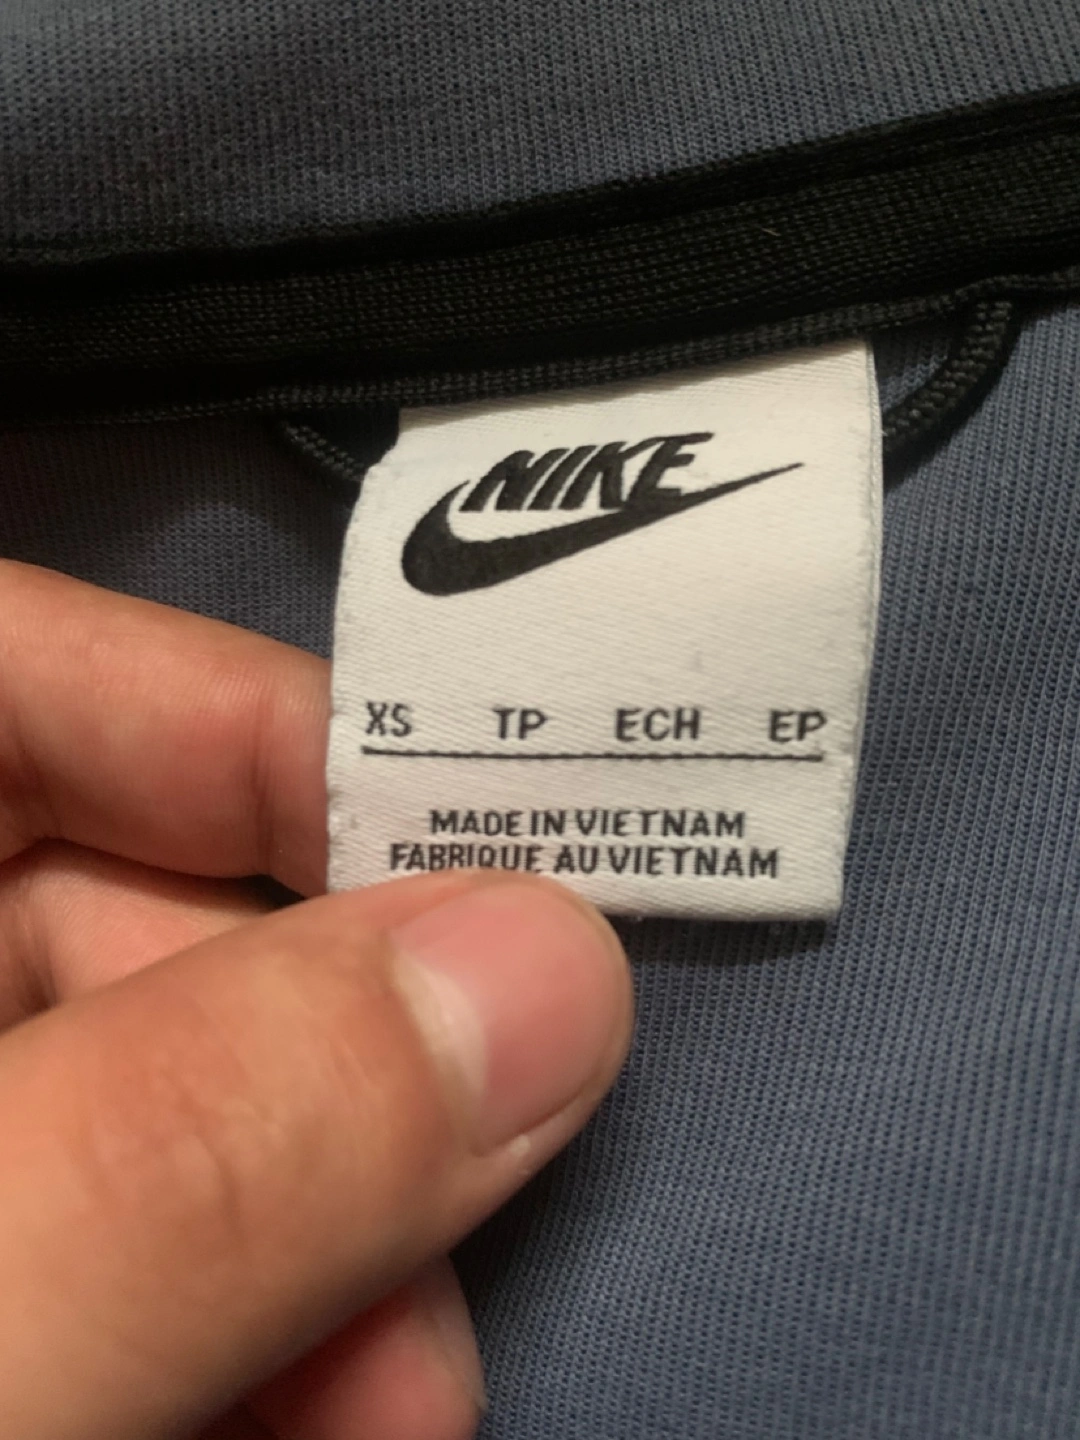 NIKE
XS TP ECH EP
MADE IN VIETNAM
FABRIQUE AU VIETNAM